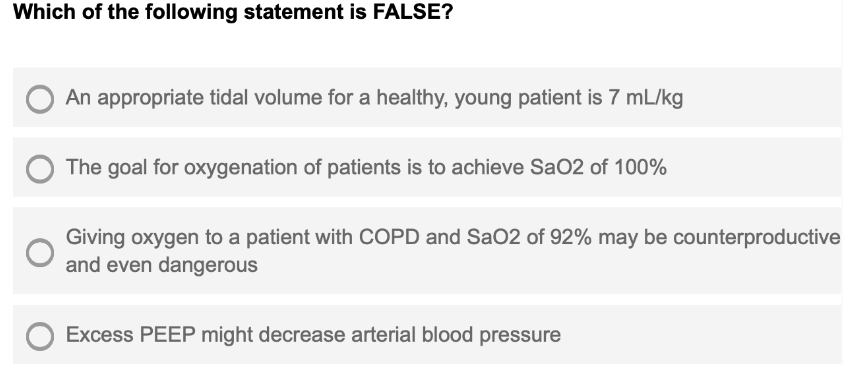 Which of the following statement is FALSE?
An appropriate tidal volume for a healthy, young patient is 7 mL/kg
The goal for oxygenation of patients is to achieve SaO2 of 100%
Giving oxygen to a patient with COPD and SaO2 of 92% may be counterproductive
and even dangerous
Excess PEEP might decrease arterial blood pressure